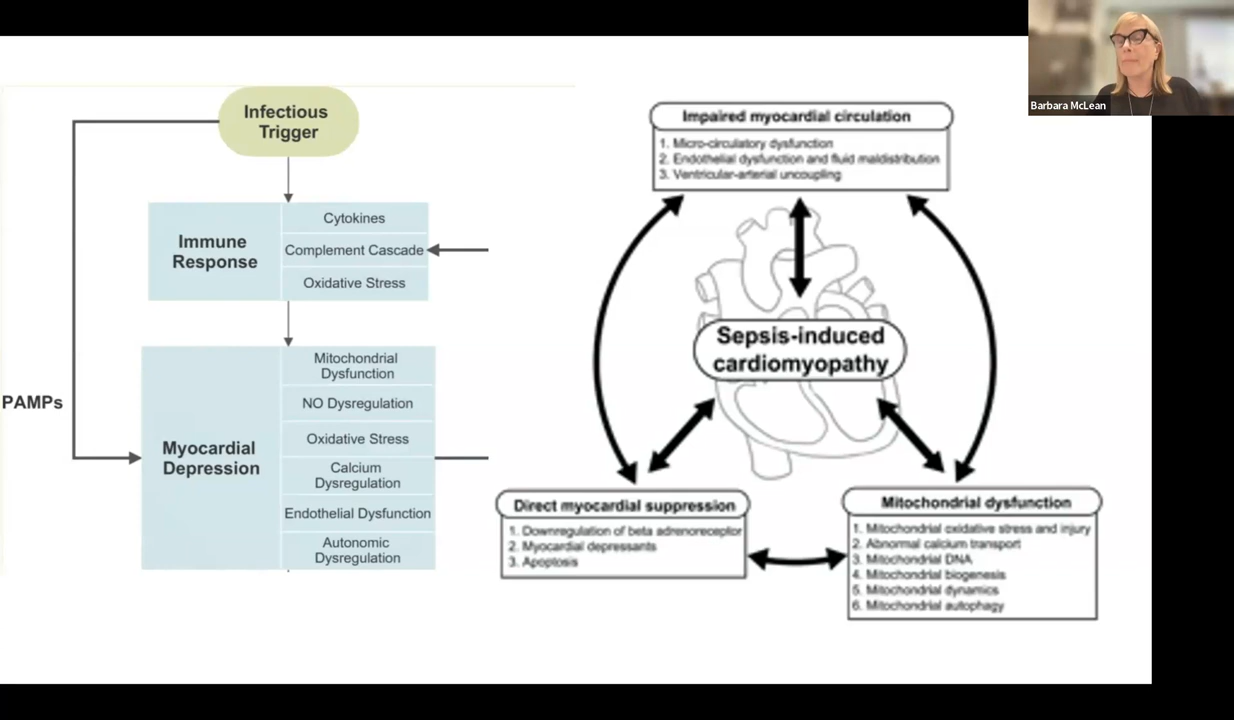 Barbara McLean
Infectious
Trigger
Immune
Response
Cytokines
Complement Cascade
Oxidative Stress
PAMPs
Myocardial
Depression
Mitochondrial
Dysfunction
NO Dysregulation
Oxidative Stress
Calcium
Dysregulation
Endothelial Dysfunction
Autonomic
Dysregulation
Impaired myocardial circulation
1. Micro-circulatory dysfunction
2. Endothelial dysfunction and fluid maldistribution
3. Ventricular-arterial uncoupling
Sepsis-induced
cardiomyopathy
Direct myocardial suppression
1. Downregulation of beta adrenoreceptor
2. Myocardial depressants
3. Apoptosis
Mitochondrial dysfunction
1. Mitochondrial oxidative stress and injury
2. Abnormal calcium transport
3. Mitochondrial DNA
4. Mitochondrial biogenesis
5. Mitochondrial dynamics
6. Mitochondrial autophagy